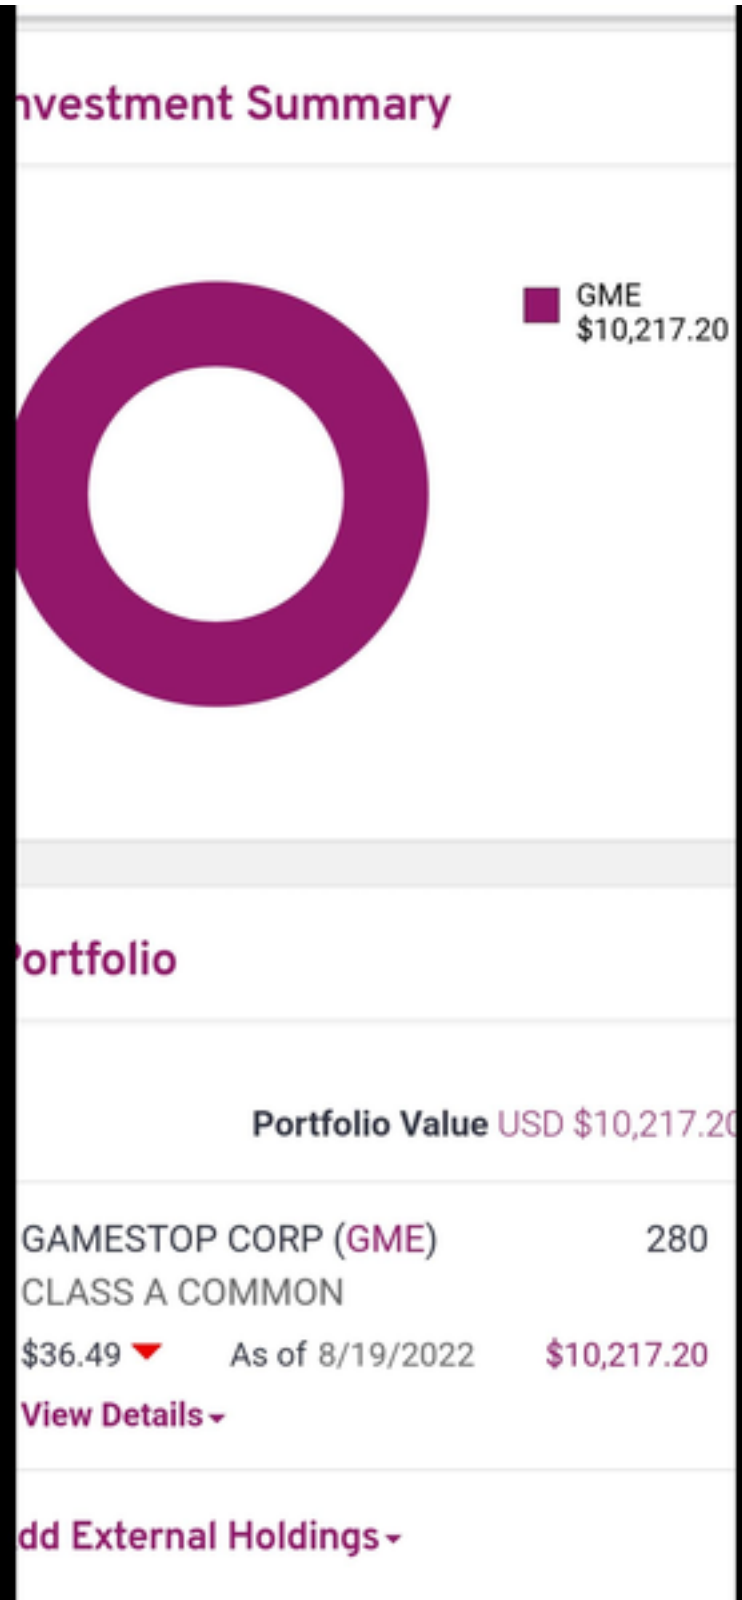 nvestment Summary
GME
$10,217.20
ortfolio
Portfolio Value USD $10,217.20
GAMESTOP CORP (GME) 280
CLASS A COMMON
$36.49 As of 8/19/2022 $10,217.20
View Details
dd External Holdings